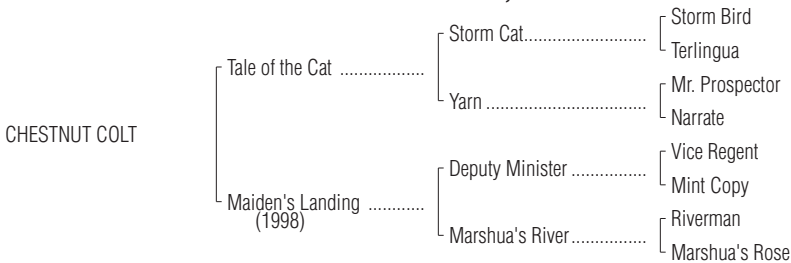 Storm Bird
Storm Cat..........................
Terlingua
Tale of the Cat ..................
Mr. Prospector
Yarn ..................................
Narrate
CHESTNUT COLT
Vice Regent
Deputy Minister ................
Mint Copy
Maiden's Landing ............
(1998)
Riverman
Marshua's River................
Marshua's Rose